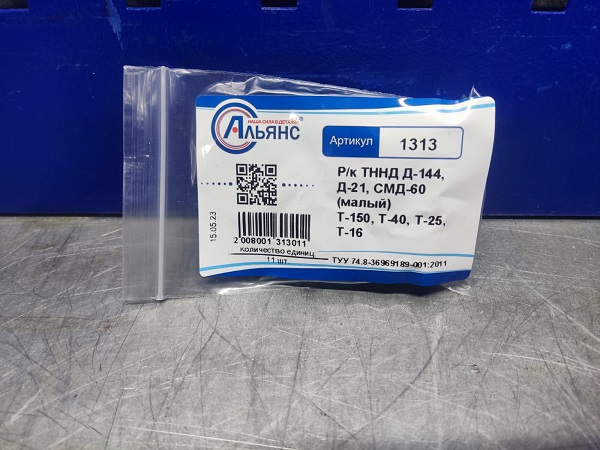 НАША СИЛА В ДЕТАЛЯХ
Альянс®
Артикул 1313
Р/к ТННД Д-144,
Д-21, СМД-60
(малый)
Т-150, Т-40, Т-25,
Т-16
15.05.23
2 008001 313011
количество единиц
11 шт
ТУУ 74.8-36969189-001:2011